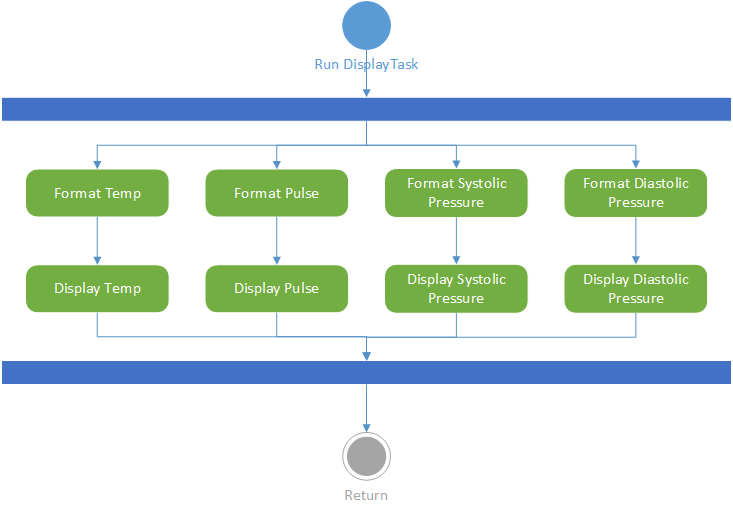 Run DisplayTask
Format Temp
Format Pulse
Format Systolic
Pressure
Format Diastolic
Pressure
Display Temp
Display Pulse
Display Systolic
Pressure
Display Diastolic
Pressure
Return